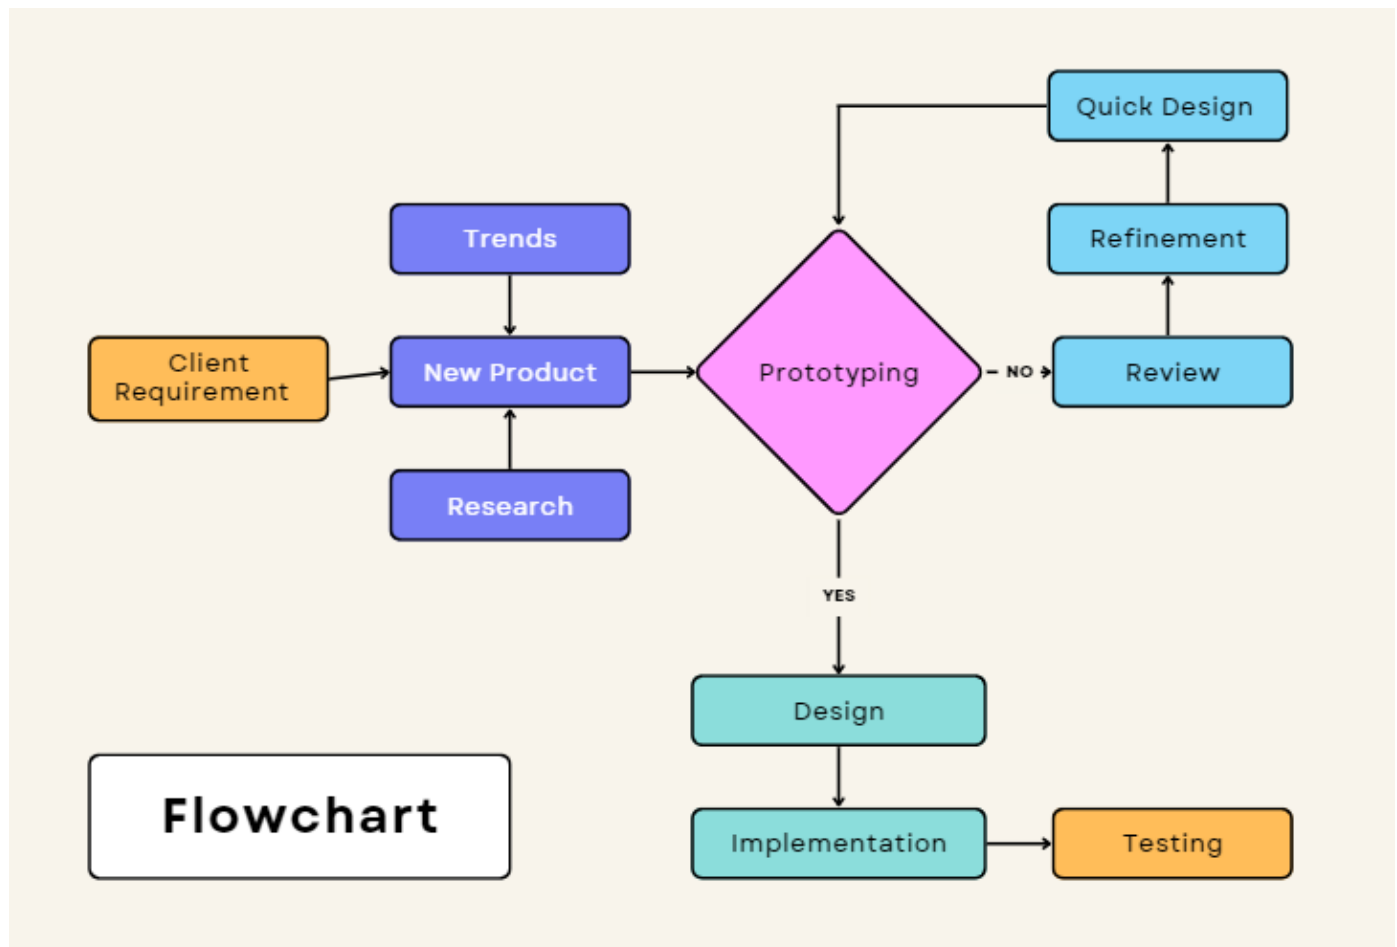 Quick Design
Trends
Refinement
Client
Requirement
New Product
Prototyping
NO
Review
Research
YES
Design
Flowchart
Implementation
Testing